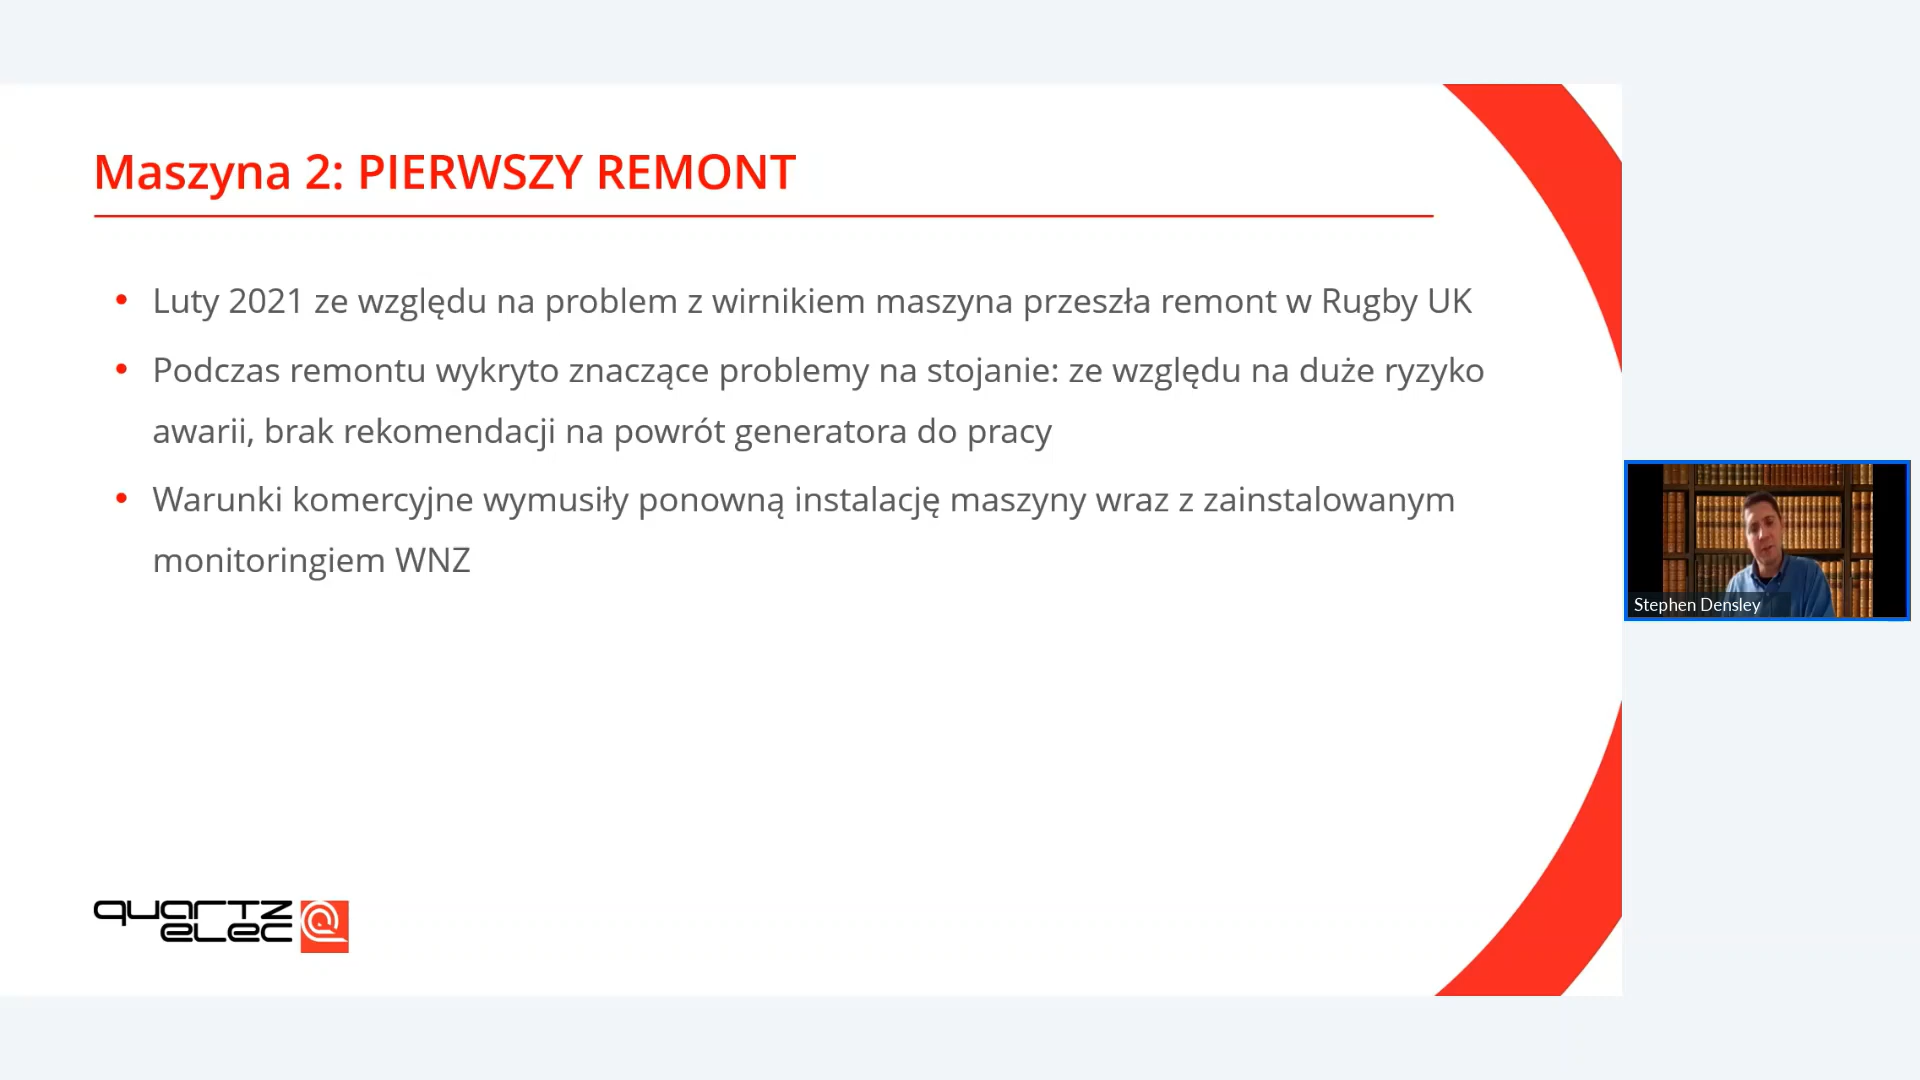 Maszyna 2: PIERWSZY REMONT
• Luty 2021 ze względu na problem z wirnikiem maszyna przeszła remont w Rugby UK
• Podczas remontu wykryto znaczące problemy na stojanie: ze względu na duże ryzyko
awarii, brak rekomendacji na powrót generatora do pracy
• Warunki komercyjne wymusiły ponowną instalację maszyny wraz z zainstalowanym
monitoringiem WNZ
Stephen Densley
quartz
elec